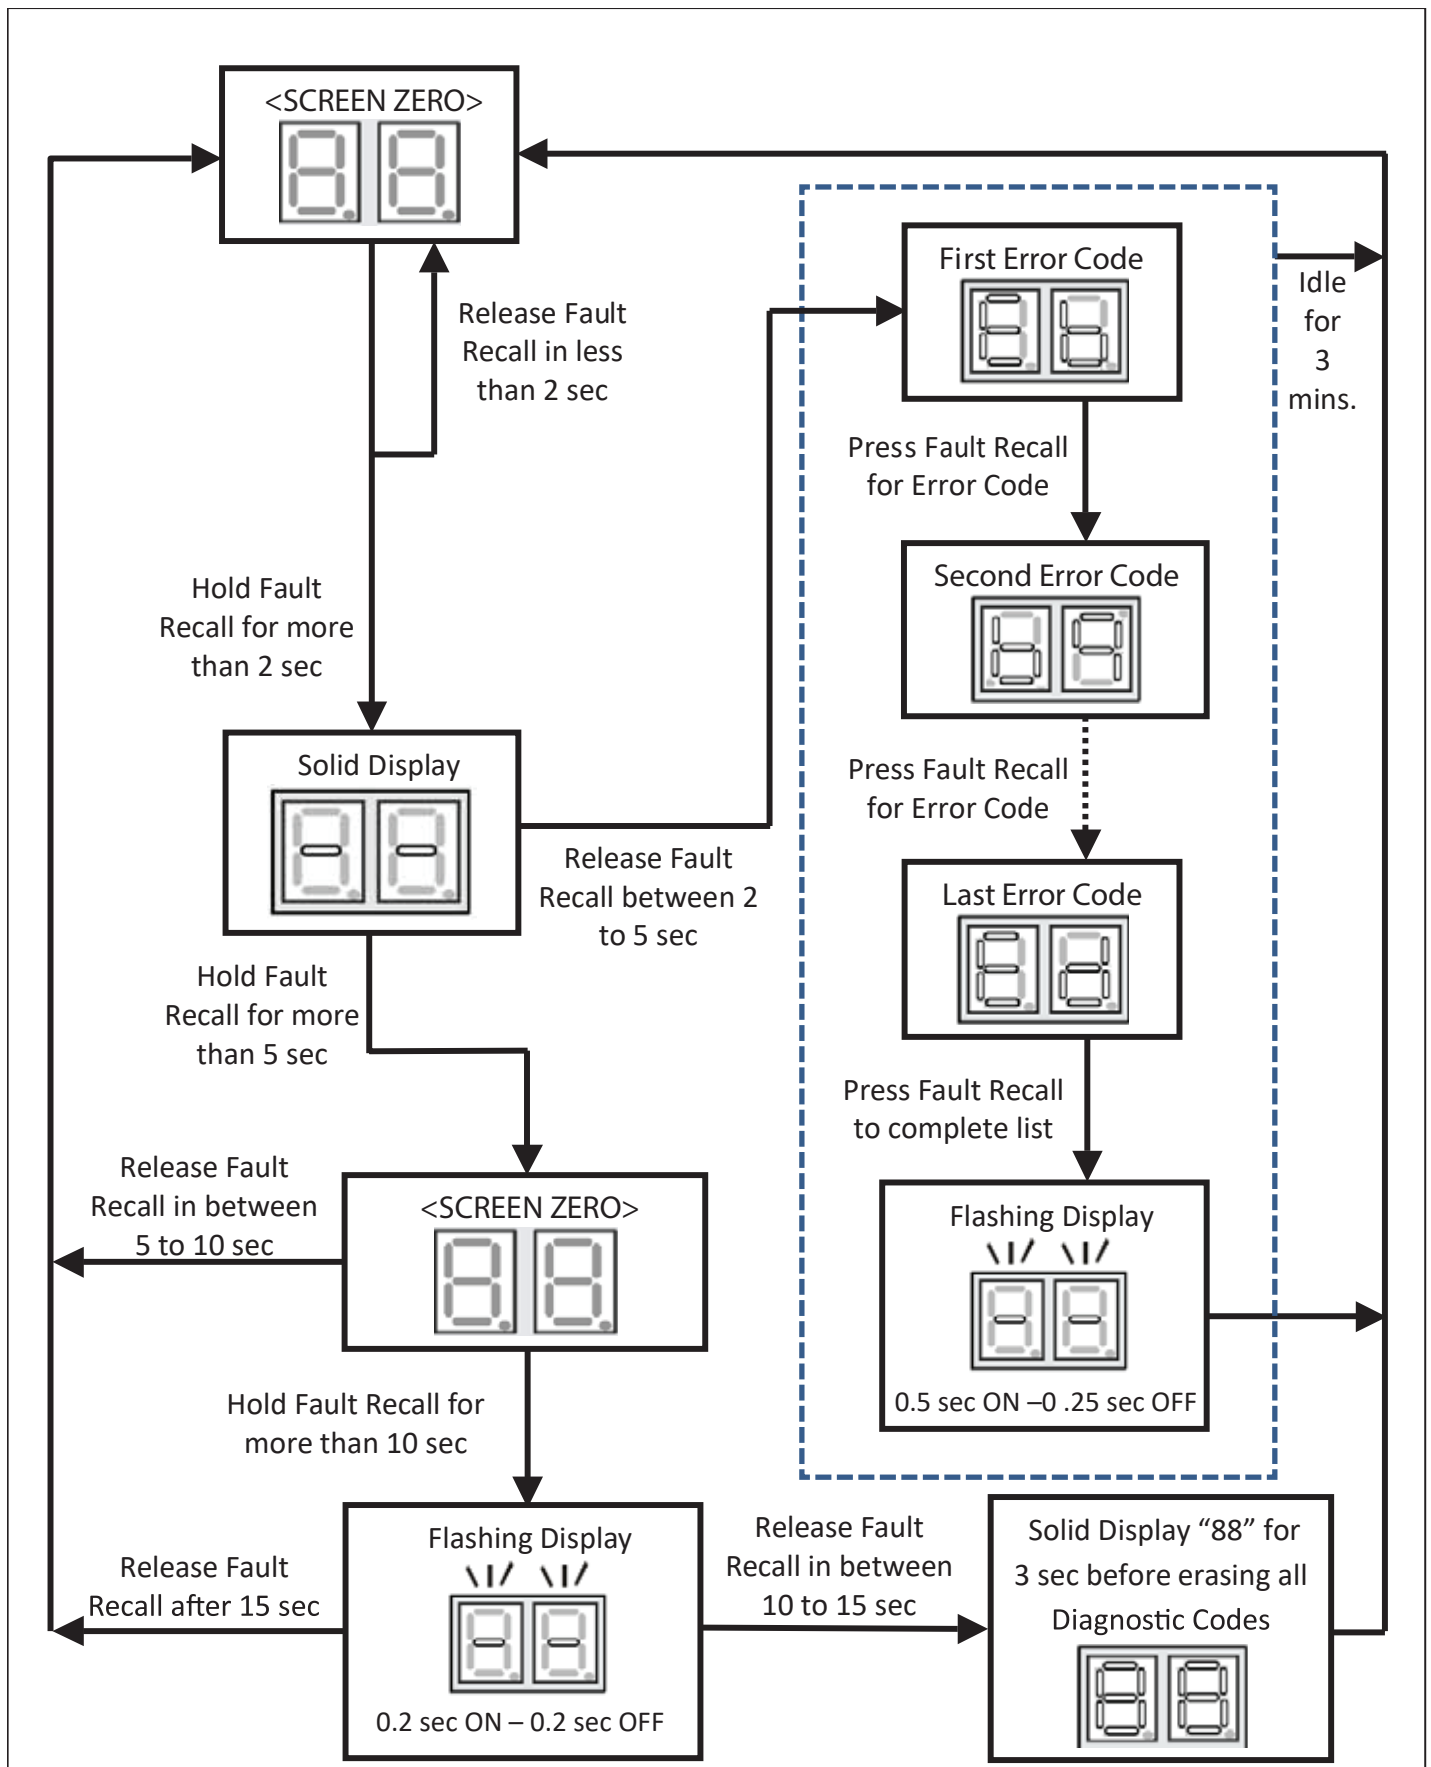 <SCREEN ZERO>
Release Fault
Recall in less
than 2 sec
Hold Fault
Recall for more
than 2 sec
Solid Display
- -
Release Fault
Recall between 2
to 5 sec
Hold Fault
Recall for more
than 5 sec
<SCREEN ZERO>
Release Fault
Recall in between
5 to 10 sec
Hold Fault Recall for
more than 10 sec
Flashing Display
- -
0.2 sec ON – 0.2 sec OFF
Release Fault
Recall after 15 sec
Release Fault
Recall in between
10 to 15 sec
Solid Display “88” for
3 sec before erasing all
Diagnostic Codes
88
First Error Code
Eb
Press Fault Recall
for Error Code
Second Error Code
b9
Press Fault Recall
for Error Code
Last Error Code
Ed
Press Fault Recall
to complete list
Flashing Display
- -
0.5 sec ON –0 .25 sec OFF
Idle
for
3
mins.